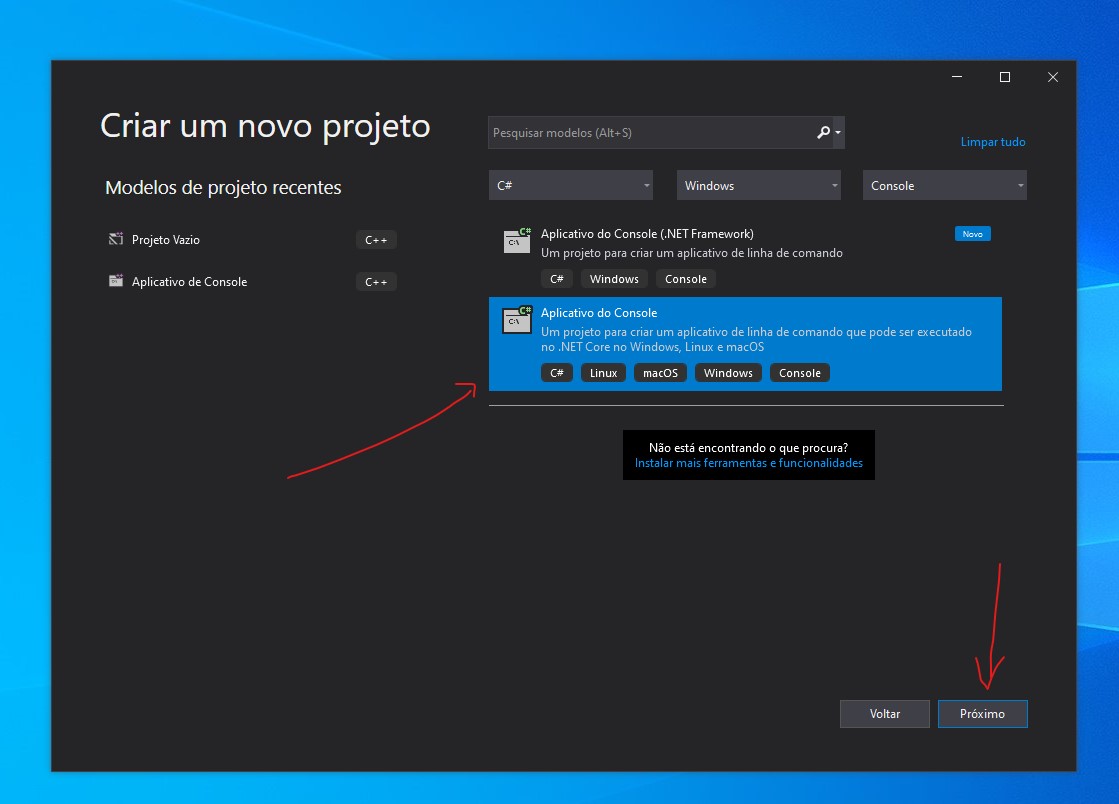 Criar um novo projeto
Modelos de projeto recentes
Projeto Vazio
C++
Aplicativo de Console
C++
Pesquisar modelos (Alt+S)
Limpar tudo
C#
Windows
Console
C#
C:\
Aplicativo do Console (.NET Framework)
Novo
Um projeto para criar um aplicativo de linha de comando
C#
Windows
Console
C#
C:\
Aplicativo do Console
Um projeto para criar um aplicativo de linha de comando que pode ser executado
no .NET Core no Windows, Linux e macOS
C#
Linux
macOS
Windows
Console
Não está encontrando o que procura?
Instalar mais ferramentas e funcionalidades
Voltar
Próximo